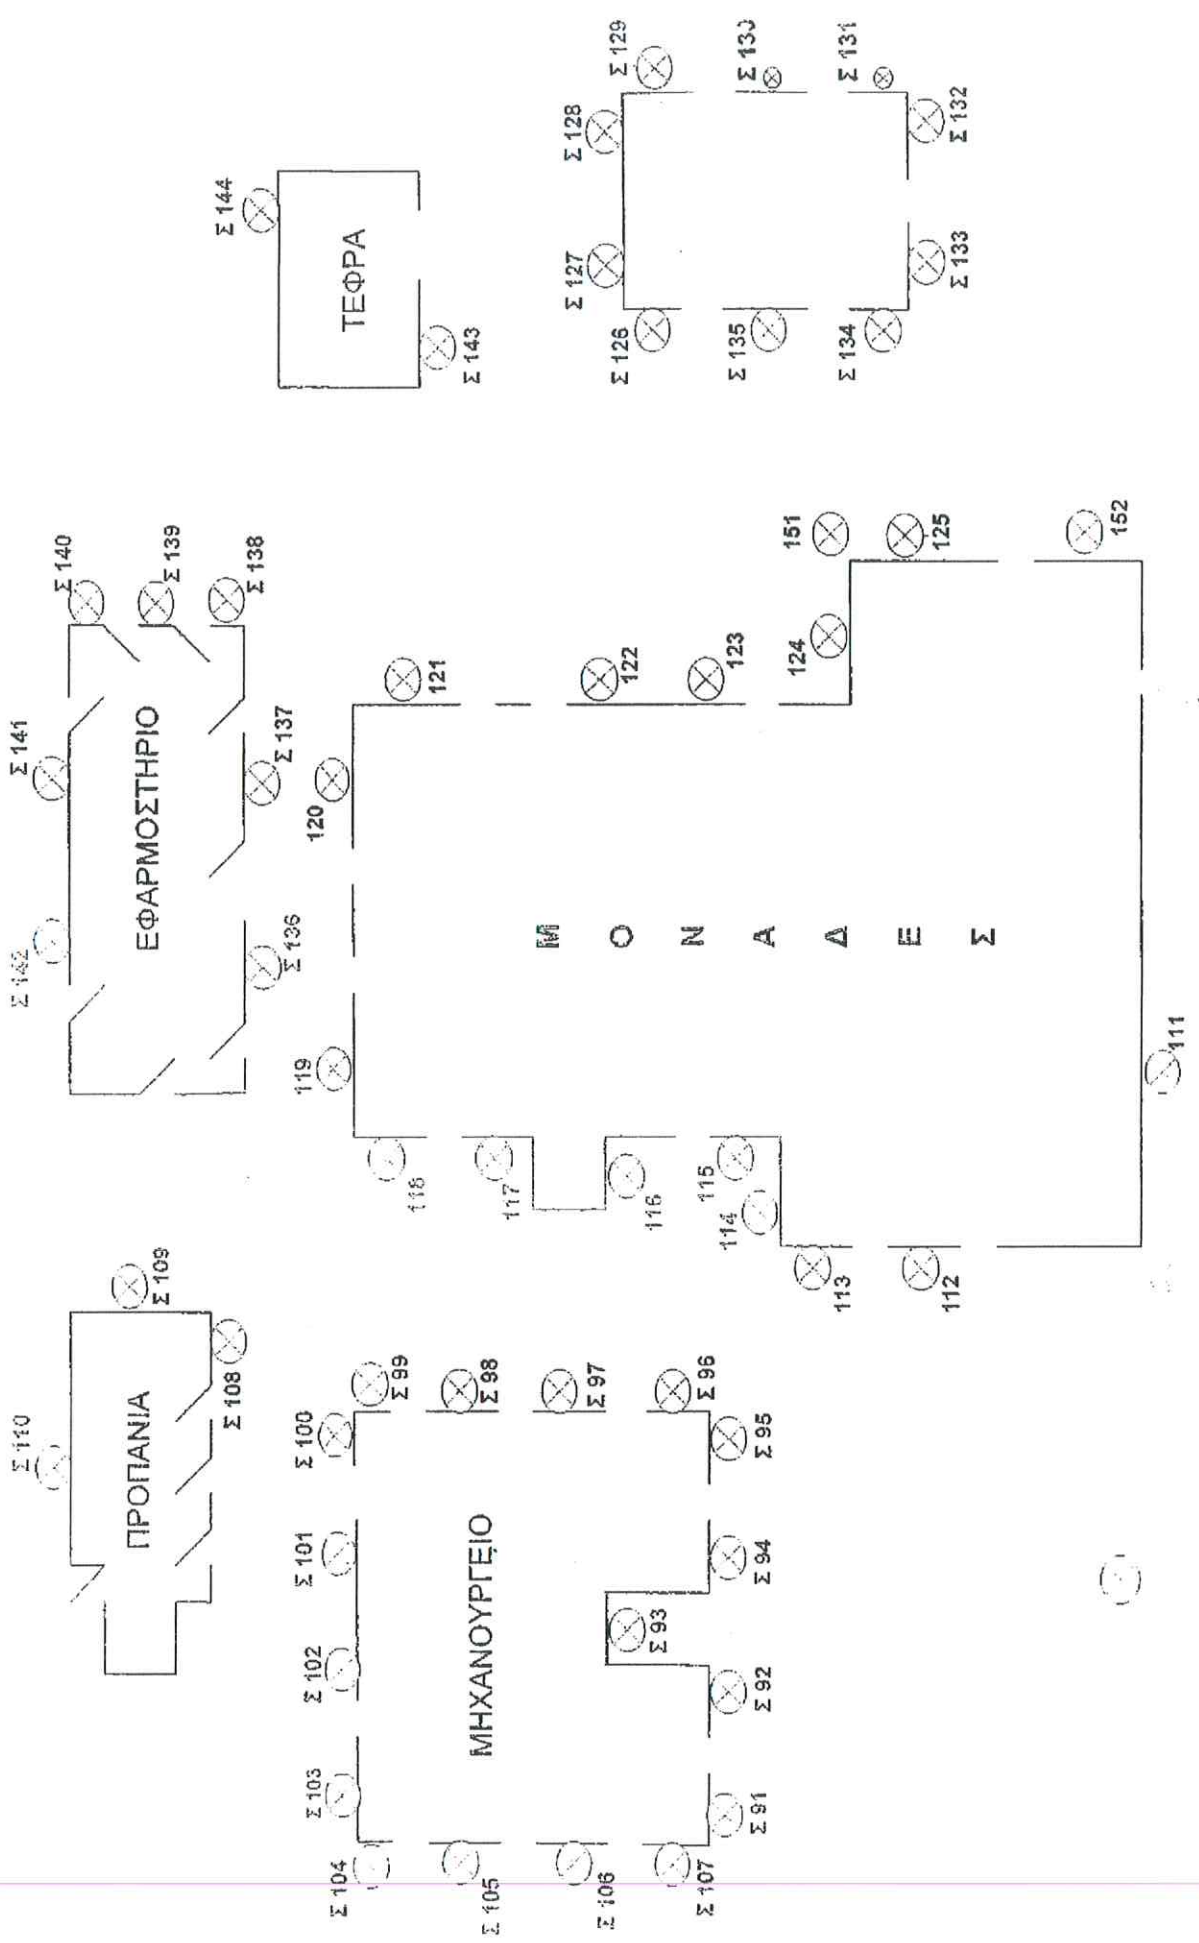 Σ 110
ΠΡΟΠΑΝΙΑ
Σ 109
Σ 108
Σ 142
Σ 141
Σ 140
ΕΦΑΡΜΟΣΤΗΡΙΟ
Σ 139
Σ 138
Σ 136
Σ 137
Σ 144
ΤΕΦΡΑ
Σ 143
Σ 104
Σ 103
Σ 102
Σ 101
Σ 100
Σ 99
Σ 105
ΜΗΧΑΝΟΥΡΓΕΙΟ
Σ 98
Σ 106
Σ 97
Σ 107
Σ 93
Σ 96
Σ 91
Σ 92
Σ 94
Σ 95
119
120
118
121
117
122
116
123
115
114
124
151
113
125
112
152
111
Μ
Ο
Ν
Α
Δ
Ε
Σ
Σ 126
Σ 127
Σ 128
Σ 129
Σ 135
Σ 130
Σ 134
Σ 131
Σ 133
Σ 132